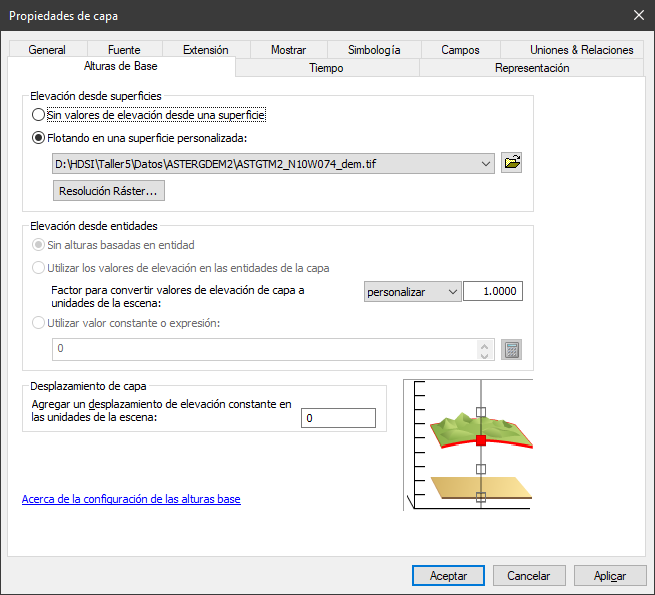 Propiedades de capa
General Fuente Extensión Mostrar Simbología Campos Uniones & Relaciones
Alturas de Base Tiempo Representación
Elevación desde superficies
Sin valores de elevación desde una superficie
Flotando en una superficie personalizada:
D:\HDSI\Taller5\Datos\ASTERGDEM2\ASTGTM2_N10W074_dem.tif
Resolución Ráster...
Elevación desde entidades
Sin alturas basadas en entidad
Utilizar los valores de elevación en las entidades de la capa
Factor para convertir valores de elevación de capa a
unidades de la escena:
personalizar 1.0000
Utilizar valor constante o expresión:
0
Desplazamiento de capa
Agregar un desplazamiento de elevación constante en
las unidades de la escena:
0
Acerca de la configuración de las alturas base
Aceptar Cancelar Aplicar